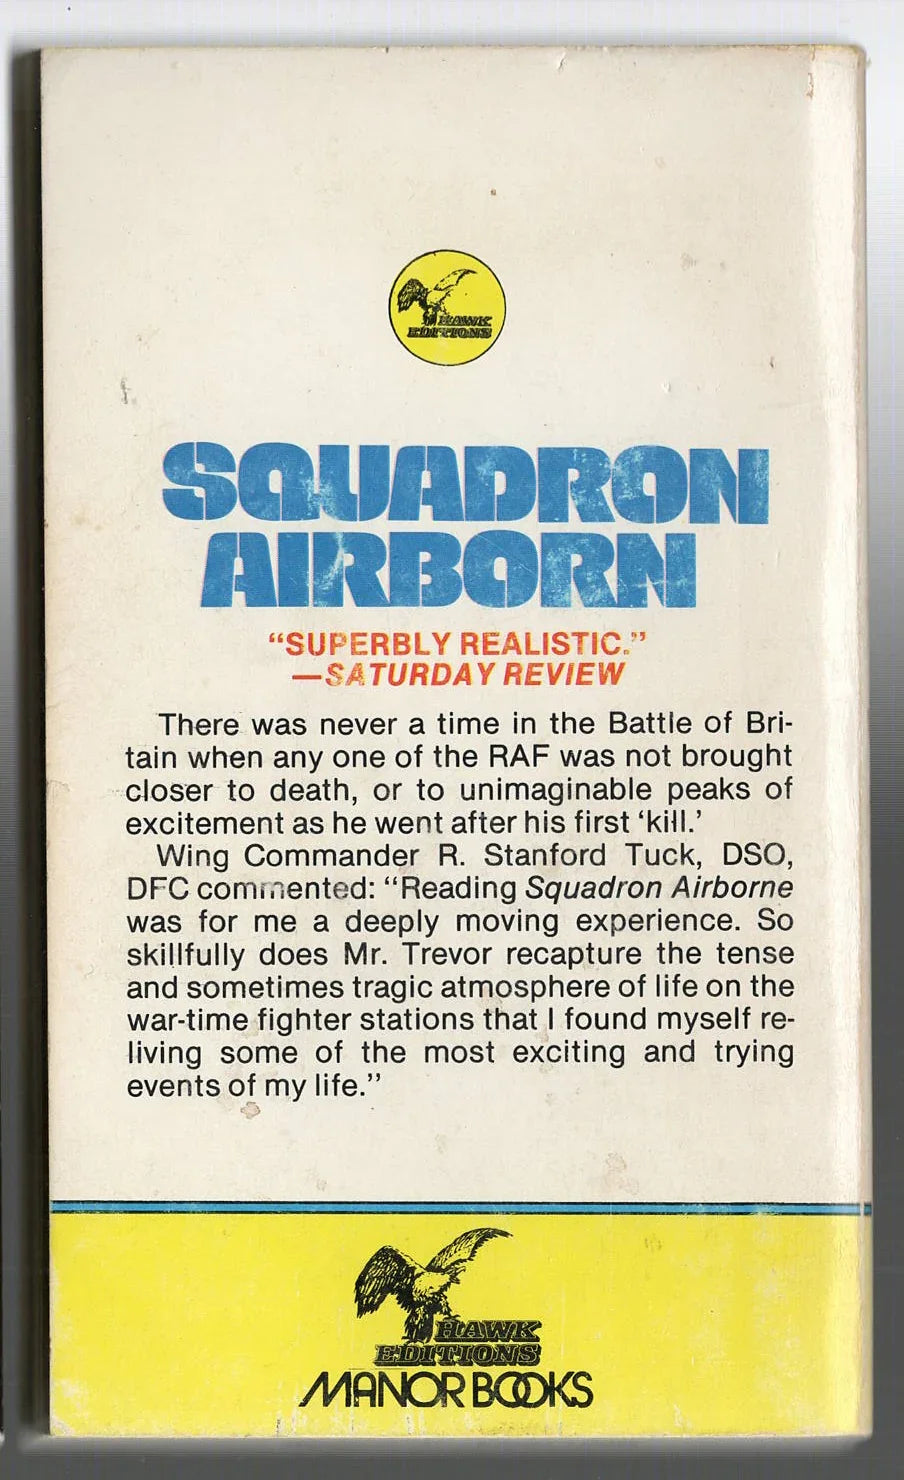 HAWK
EDITIONS
SQUADRON
AIRBORN
“SUPERBLY REALISTIC.”
—SATURDAY REVIEW
There was never a time in the Battle of Bri-
tain when any one of the RAF was not brought
closer to death, or to unimaginable peaks of
excitement as he went after his first ‘kill.’
Wing Commander R. Stanford Tuck, DSO,
DFC commented: “Reading Squadron Airborne
was for me a deeply moving experience. So
skillfully does Mr. Trevor recapture the tense
and sometimes tragic atmosphere of life on the
war-time fighter stations that I found myself re-
living some of the most exciting and trying
events of my life.”
HAWK
EDITIONS
MANOR BOOKS